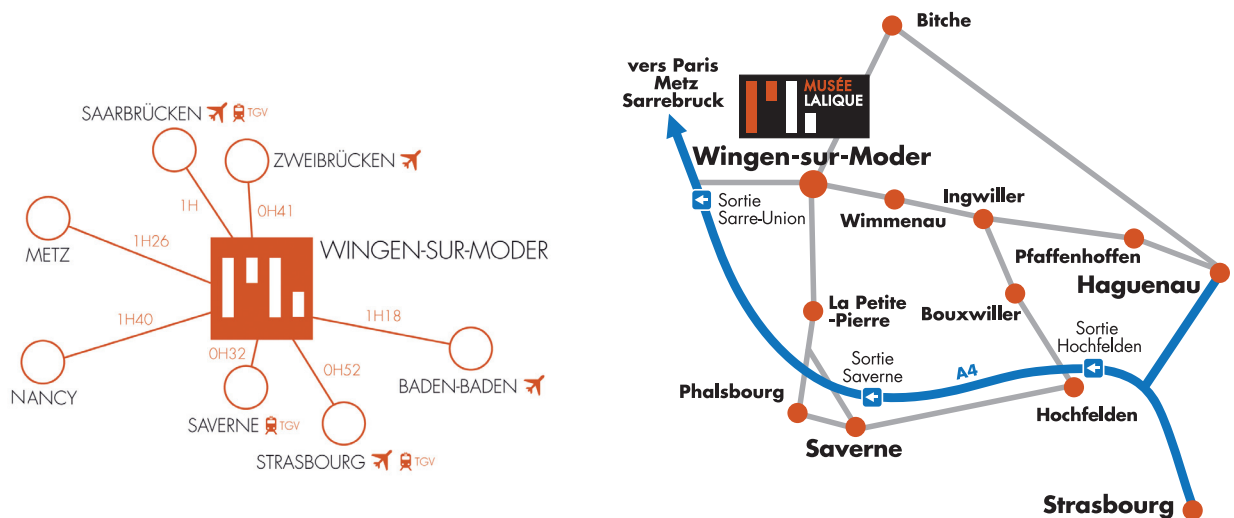 SAARBRÜCKEN TGV
ZWEIBRÜCKEN
1H
0H41
METZ
1H26
WINGEN-SUR-MODER
1H40
1H18
NANCY
0H32
0H52
BADEN-BADEN
SAVERNE TGV
STRASBOURG TGV
Bitche
vers Paris
Metz
Sarrebruck
MUSÉE
LALIQUE
Wingen-sur-Moder
Sortie
Sarre-Union
Wimmenau
Ingwiller
Pfaffenhoffen
Haguenau
La Petite
-Pierre
Bouxwiller
Sortie
Hochfelden
Sortie
Saverne
A4
Phalsbourg
Hochfelden
Saverne
Strasbourg